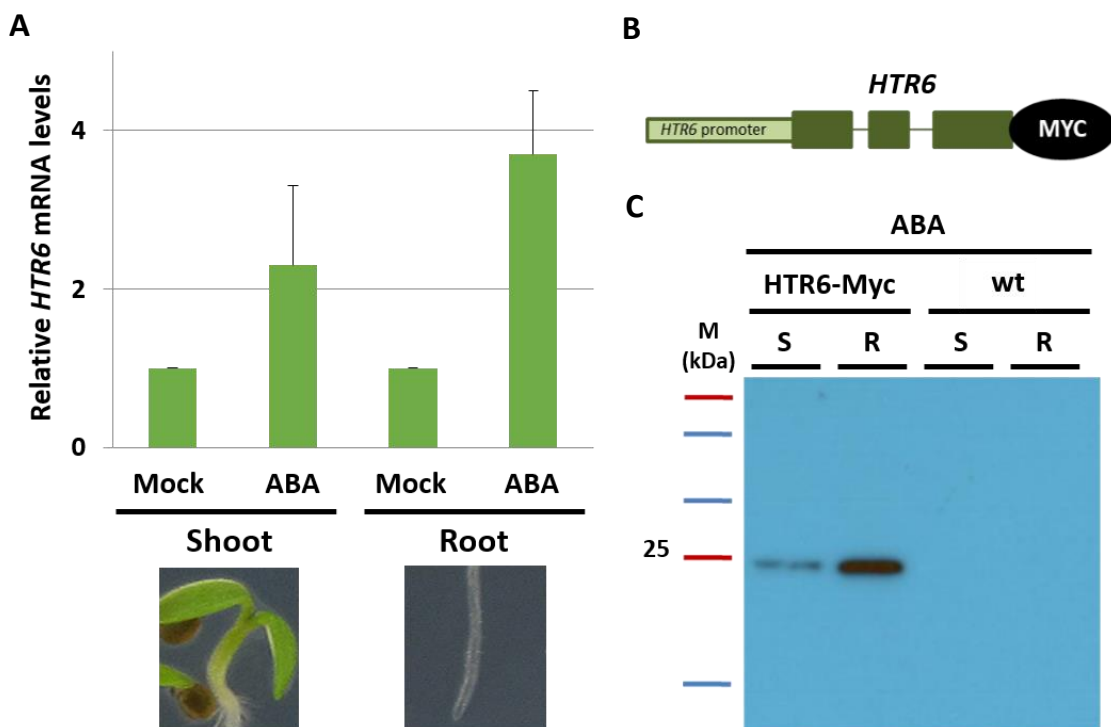 A
Relative HTR6 mRNA levels
4
2
0
Mock ABA Mock ABA
Shoot Root
B
HTR6
HTR6 promoter
MYC
C
ABA
HTR6-Myc wt
M
(kDa)
S R S R
25